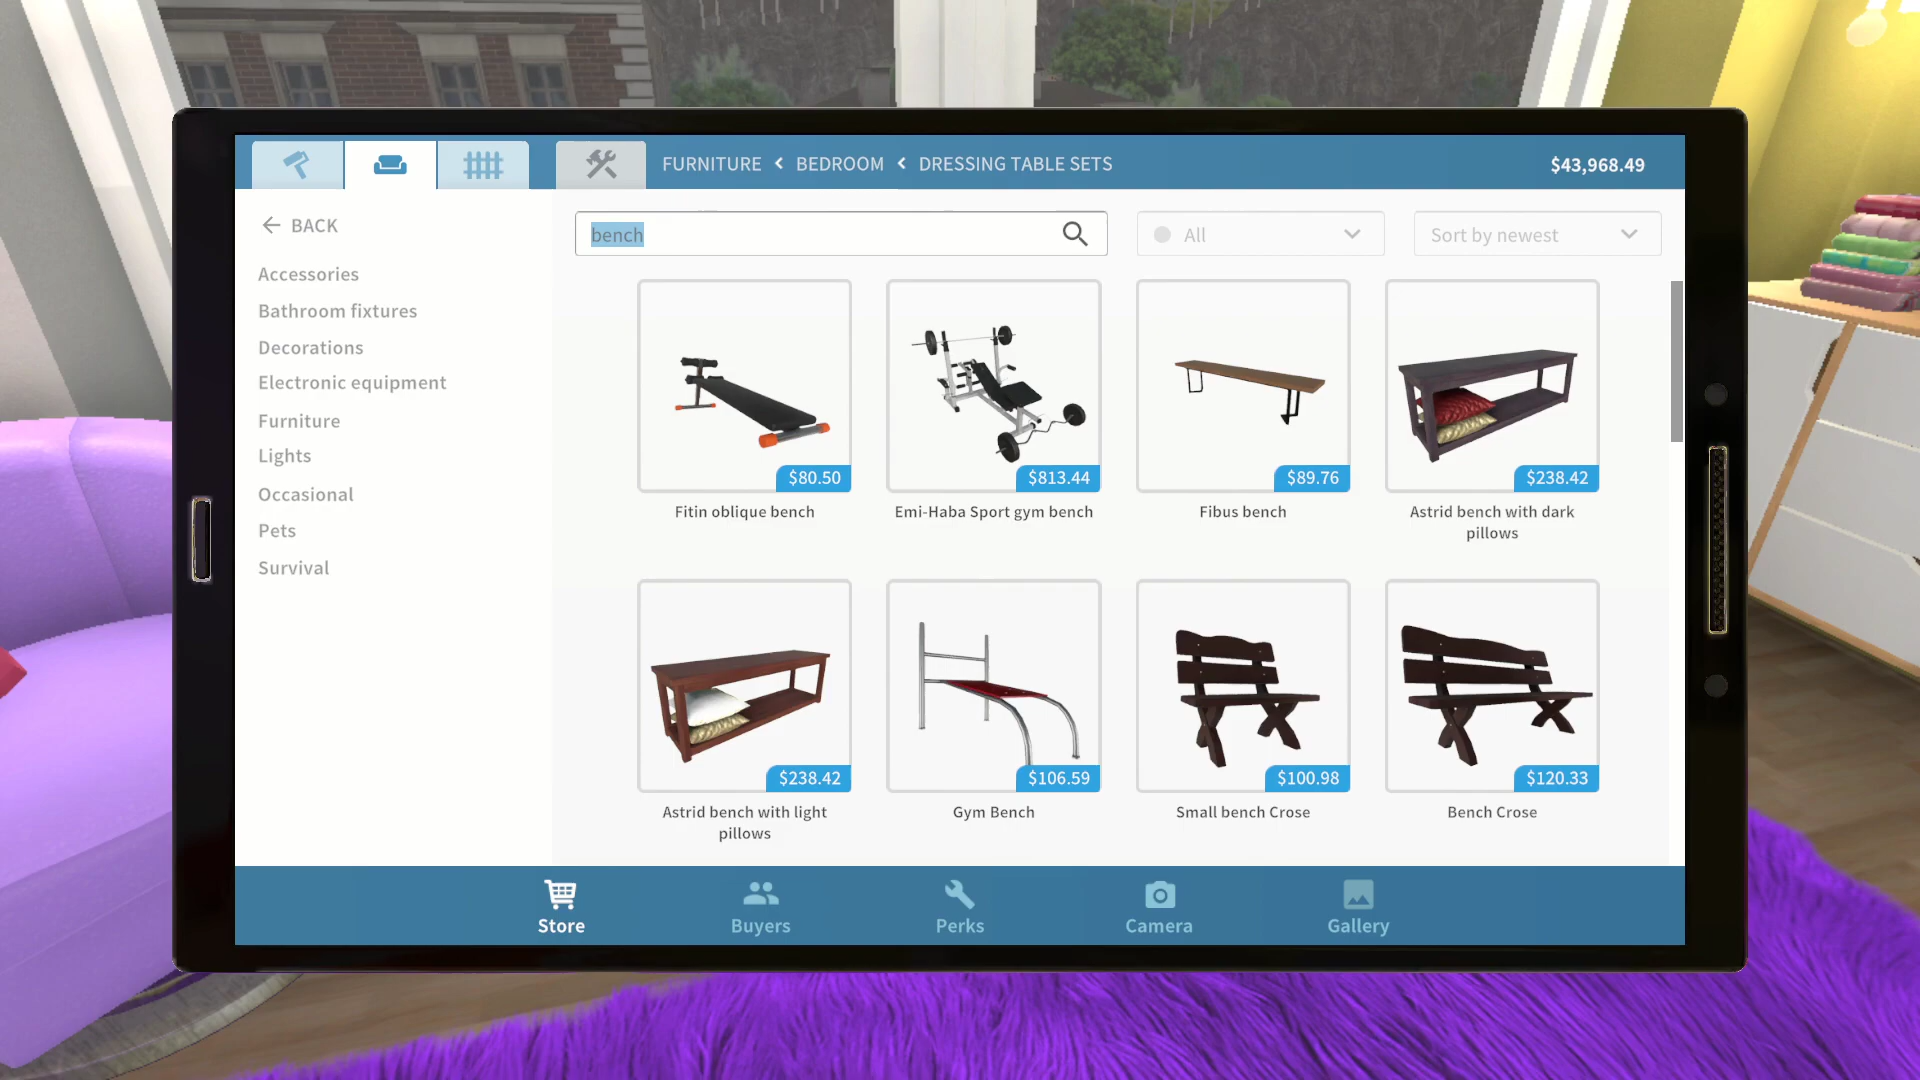 FURNITURE < BEDROOM < DRESSING TABLE SETS
$43,968.49
BACK
Accessories
Bathroom fixtures
Decorations
Electronic equipment
Furniture
Lights
Occasional
Pets
Survival
bench
All
Sort by newest
$80.50
$813.44
$89.76
$238.42
Fitin oblique bench
Emi-Haba Sport gym bench
Fibus bench
Astrid bench with dark
pillows
$238.42
$106.59
$100.98
$120.33
Astrid bench with light
pillows
Gym Bench
Small bench Crose
Bench Crose
Store
Buyers
Perks
Camera
Gallery